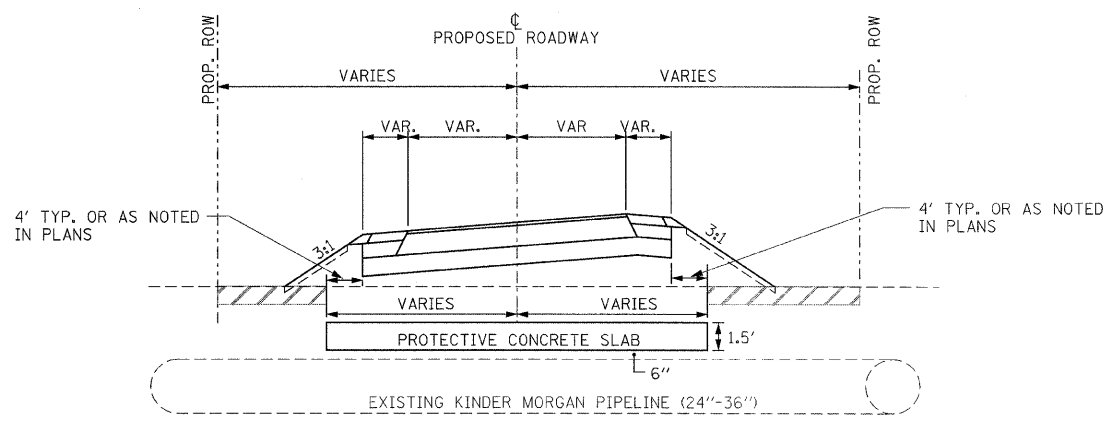 ℄
PROPOSED ROADWAY
PROP. ROW
PROP. ROW
VARIES
VARIES
VAR.
VAR.
VAR
VAR.
4' TYP. OR AS NOTED
IN PLANS
4' TYP. OR AS NOTED
IN PLANS
3:1
3:1
VARIES
VARIES
PROTECTIVE CONCRETE SLAB
1.5'
6"
EXISTING KINDER MORGAN PIPELINE (24"-36")